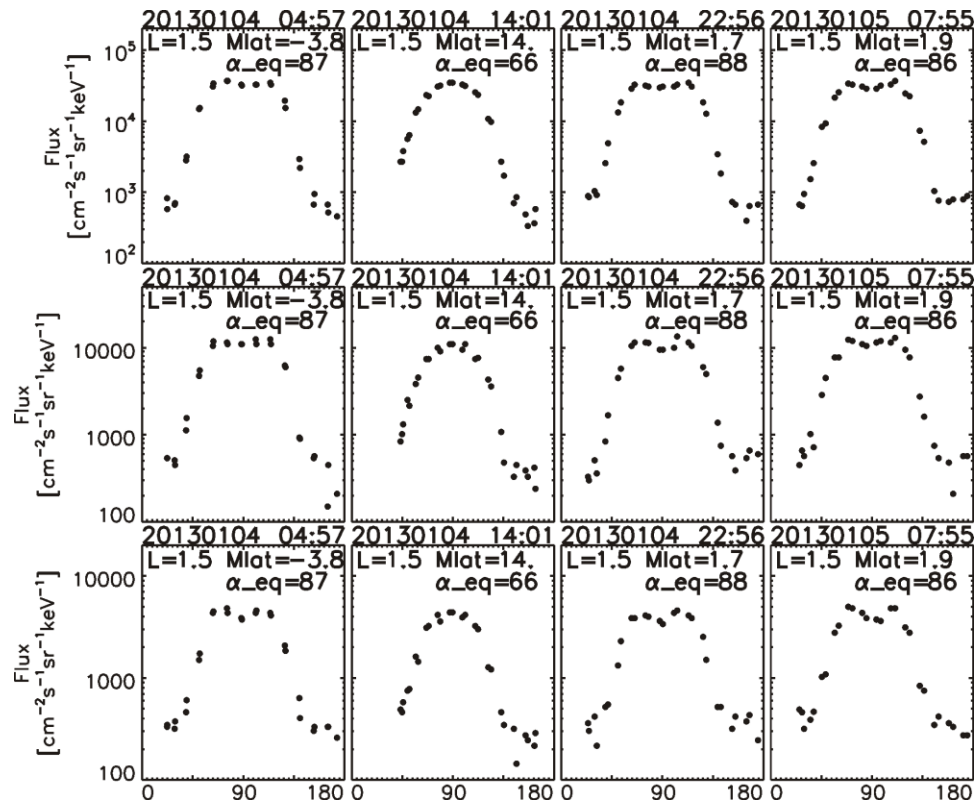 20130104 04:57 20130104 14:01 20130104 22:56 20130105 07:55
L=1.5 Mlat=−3.8 L=1.5 Mlat=14. L=1.5 Mlat=1.7 L=1.5 Mlat=1.9
α_eq=87 α_eq=66 α_eq=88 α_eq=86
10⁵
10⁴
10³
10²
Flux
[cm⁻²s⁻¹sr⁻¹keV⁻¹]
20130104 04:57 20130104 14:01 20130104 22:56 20130105 07:55
L=1.5 Mlat=−3.8 L=1.5 Mlat=14. L=1.5 Mlat=1.7 L=1.5 Mlat=1.9
α_eq=87 α_eq=66 α_eq=88 α_eq=86
10000
1000
100
Flux
[cm⁻²s⁻¹sr⁻¹keV⁻¹]
20130104 04:57 20130104 14:01 20130104 22:56 20130105 07:55
L=1.5 Mlat=−3.8 L=1.5 Mlat=14. L=1.5 Mlat=1.7 L=1.5 Mlat=1.9
α_eq=87 α_eq=66 α_eq=88 α_eq=86
10000
1000
100
Flux
[cm⁻²s⁻¹sr⁻¹keV⁻¹]
0 90 180 0 90 180 0 90 180 0 90 180